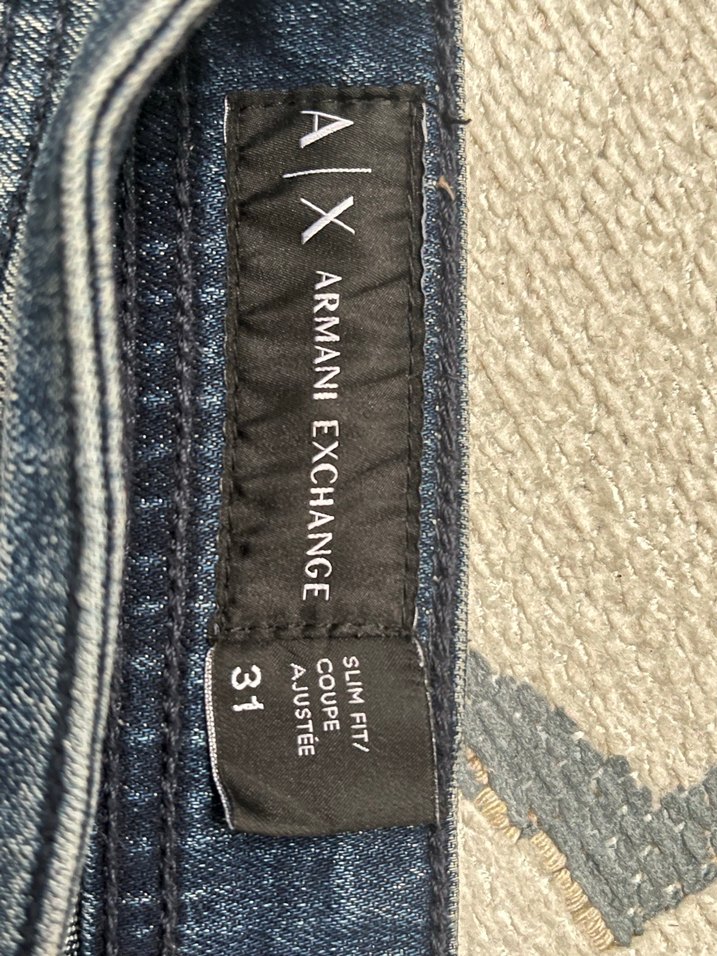 A|X ARMANI EXCHANGE
SLIM FIT/
COUPE
AJUSTÉE
31